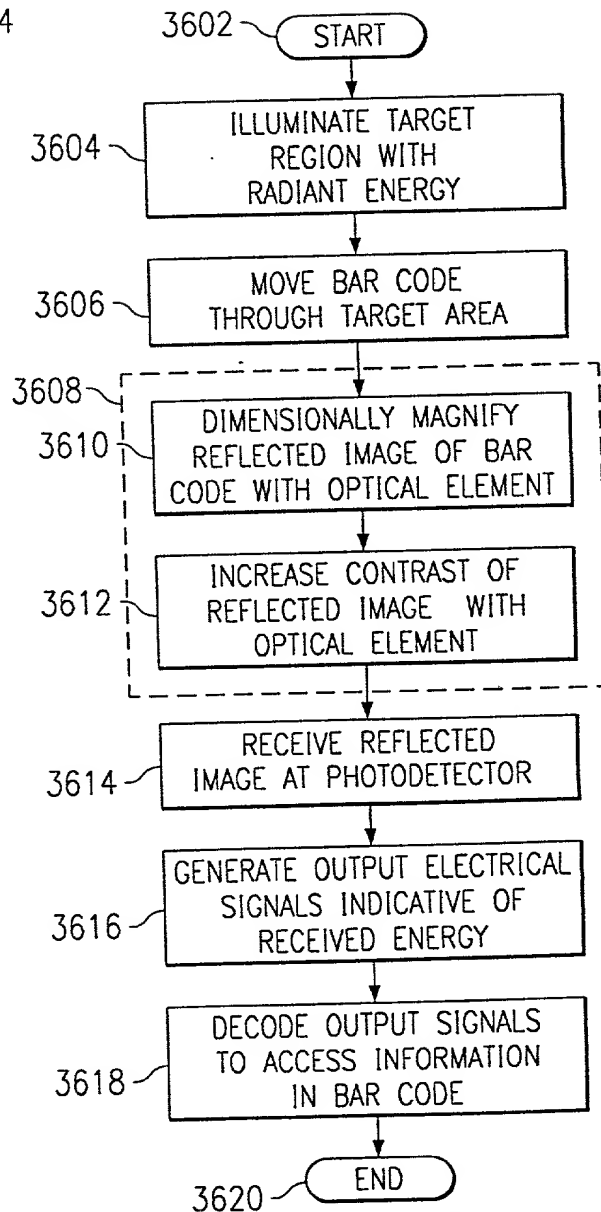 4
3602
START
3604
ILLUMINATE TARGET
REGION WITH
RADIANT ENERGY
3606
MOVE BAR CODE
THROUGH TARGET AREA
3608
3610
DIMENSIONALLY MAGNIFY
REFLECTED IMAGE OF BAR
CODE WITH OPTICAL ELEMENT
3612
INCREASE CONTRAST OF
REFLECTED IMAGE WITH
OPTICAL ELEMENT
3614
RECEIVE REFLECTED
IMAGE AT PHOTODETECTOR
3616
GENERATE OUTPUT ELECTRICAL
SIGNALS INDICATIVE OF
RECEIVED ENERGY
3618
DECODE OUTPUT SIGNALS
TO ACCESS INFORMATION
IN BAR CODE
3620
END